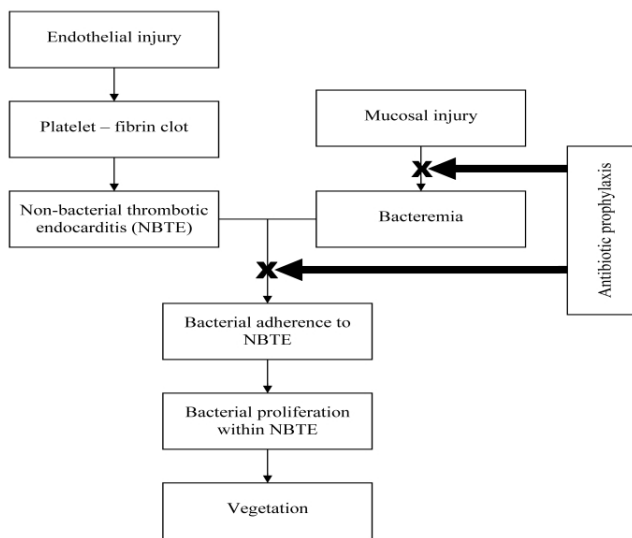 Endothelial injury
Platelet – fibrin clot
Mucosal injury
Non-bacterial thrombotic
endocarditis (NBTE)
Bacteremia
Antibiotic prophylaxis
Bacterial adherence to
NBTE
Bacterial proliferation
within NBTE
Vegetation